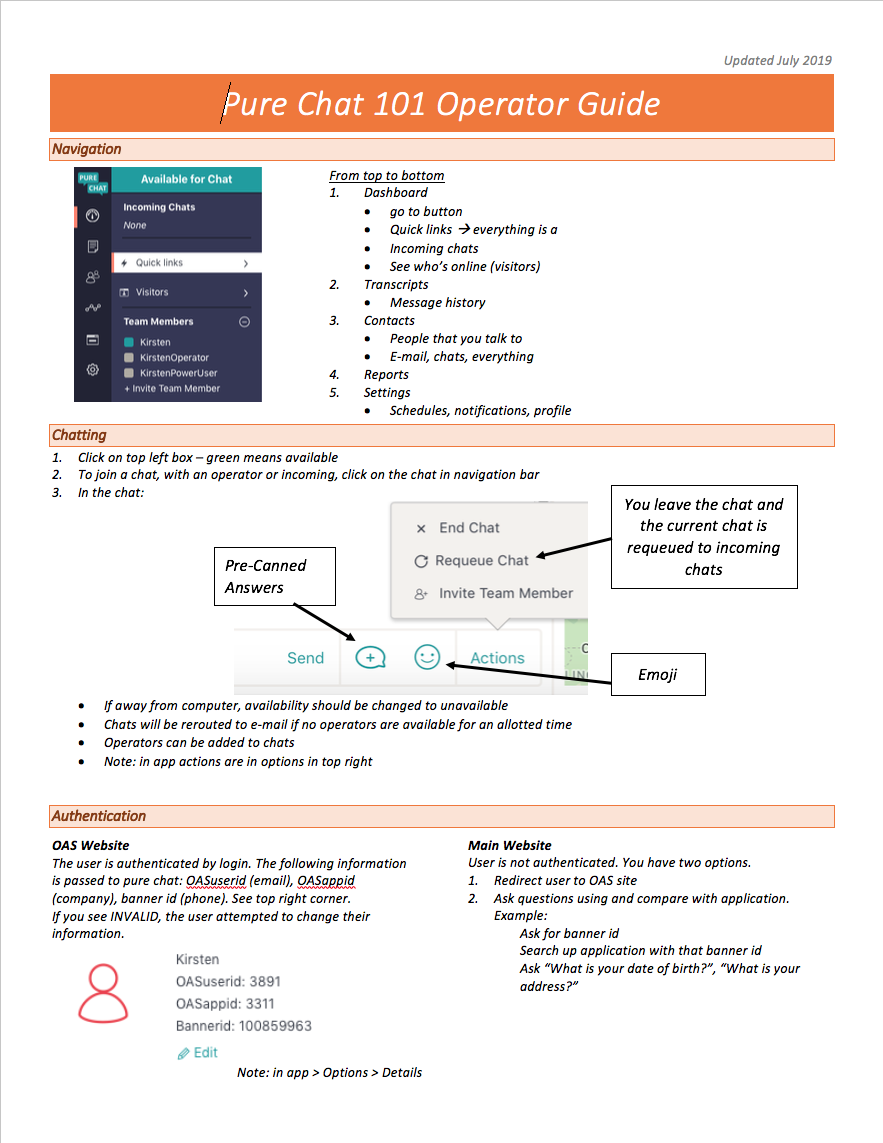 Updated July 2019
Pure Chat 101 Operator Guide
Navigation
PURE
CHAT
Available for Chat
Incoming Chats
None
Quick links
Visitors
Team Members
Kirsten
KirstenOperator
KirstenPowerUser
+ Invite Team Member
From top to bottom
1. Dashboard
• go to button
• Quick links → everything is a
• Incoming chats
• See who's online (visitors)
2. Transcripts
• Message history
3. Contacts
• People that you talk to
• E-mail, chats, everything
4. Reports
5. Settings
• Schedules, notifications, profile
Chatting
1. Click on top left box – green means available
2. To join a chat, with an operator or incoming, click on the chat in navigation bar
3. In the chat:
End Chat
Requeue Chat
Invite Team Member
You leave the chat and
the current chat is
requeued to incoming
chats
Pre-Canned
Answers
Send
Actions
Emoji
• If away from computer, availability should be changed to unavailable
• Chats will be rerouted to e-mail if no operators are available for an allotted time
• Operators can be added to chats
• Note: in app actions are in options in top right
Authentication
OAS Website
The user is authenticated by login. The following information
is passed to pure chat: OASuserid (email), OASappid
(company), banner id (phone). See top right corner.
If you see INVALID, the user attempted to change their
information.
Kirsten
OASuserid: 3891
OASappid: 3311
Bannerid: 100859963
Edit
Note: in app > Options > Details
Main Website
User is not authenticated. You have two options.
1. Redirect user to OAS site
2. Ask questions using and compare with application.
Example:
Ask for banner id
Search up application with that banner id
Ask “What is your date of birth?”, “What is your
address?”